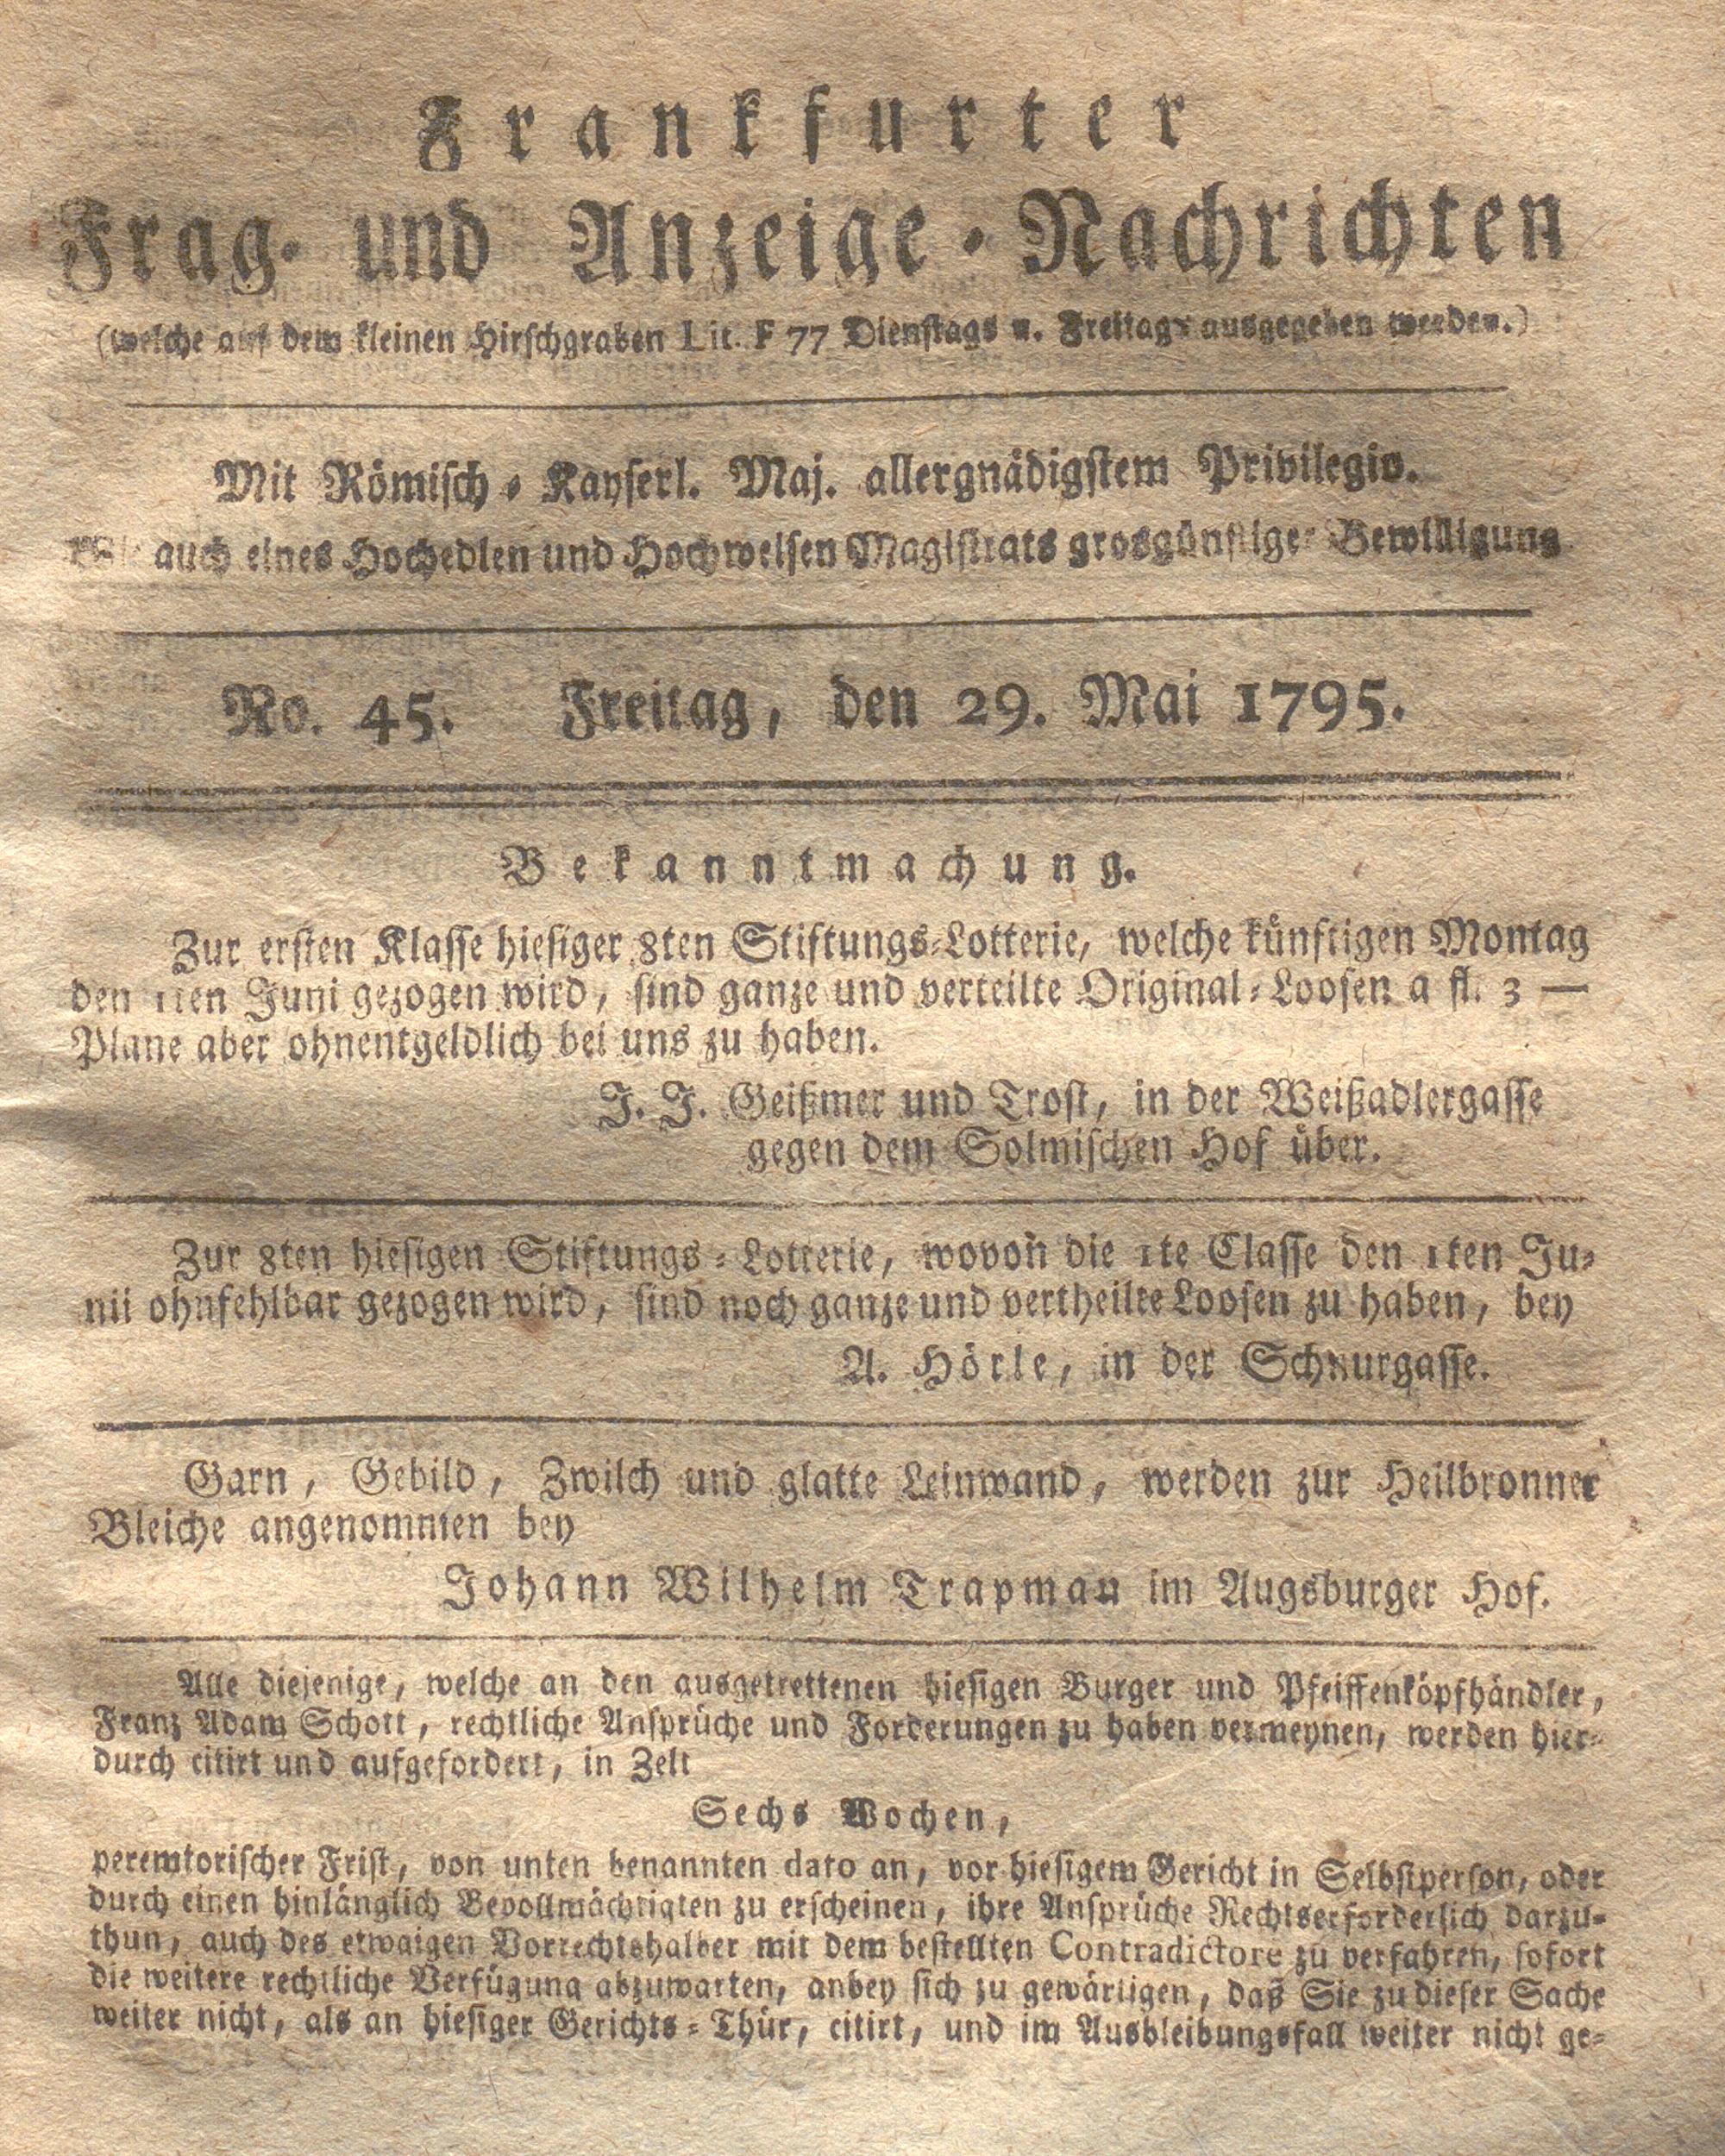 Frankfurter
Frag- und Anzeige-Nachrichten
(welche auf dem kleinen Hirschgraben Lit. F 77 Dienstags u. Freitags ausgegeben werden.)
Mit Römisch-Kayserl. Maj. allergnädigstem Privilegio.
auch eines Hochedlen und Hochweisen Magistrats grosgünstiger Bewilligung
No. 45. Freitag, den 29. Mai 1795.
Bekanntmachung.
Zur ersten Klasse hiesiger 8ten Stiftungs-Lotterie, welche künftigen Montag
den 1ten Juni gezogen wird, sind ganze und verteilte Original-Loosen a fl. 3 —
Plane aber ohnentgeldlich bei uns zu haben.
J. J. Geißmer und Trost, in der Weißadlergasse
gegen dem Solmischen Hof über.
Zur 8ten hiesigen Stiftungs-Lotterie, wovon die 1te Classe den 1ten Ju-
nii ohnfehlbar gezogen wird, sind noch ganze und vertheilte Loosen zu haben, bey
A. Hörle, in der Schnurgasse.
Garn, Gebild, Zwilch und glatte Leinwand, werden zur Heilbronner
Bleiche angenommen bey
Johann Wilhelm Trapman im Augsburger Hof.
Alle diejenige, welche an den ausgetrettenen hiesigen Burger und Pfeiffenköpfhändler,
Franz Adam Schott, rechtliche Ansprüche und Forderungen zu haben vermeynen, werden hier-
durch citirt und aufgefordert, in Zeit
Sechs Wochen,
peremtorischer Frist, von unten benannten dato an, vor hiesigem Gericht in Selbstperson, oder
durch einen hinlänglich Bevollmächtigten zu erscheinen, ihre Ansprüche Rechtserforderlich darzu-
thun, auch des etwaigen Vorrechtshalber mit dem bestellten Contradictore zu verfahren, sofort
die weitere rechtliche Verfügung abzuwarten, anbey sich zu gewärtigen, daß Sie zu dieser Sache
weiter nicht, als an hiesiger Gerichts-Thür, citirt, und im Ausbleibungsfall weiter nicht ge-